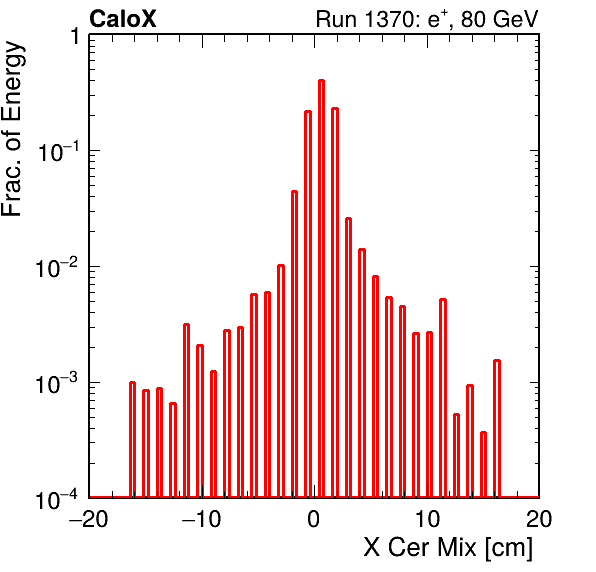 CaloX
Run 1370: e⁺, 80 GeV
Frac. of Energy
1
10⁻¹
10⁻²
10⁻³
10⁻⁴
−20 −10 0 10 20
X Cer Mix [cm]